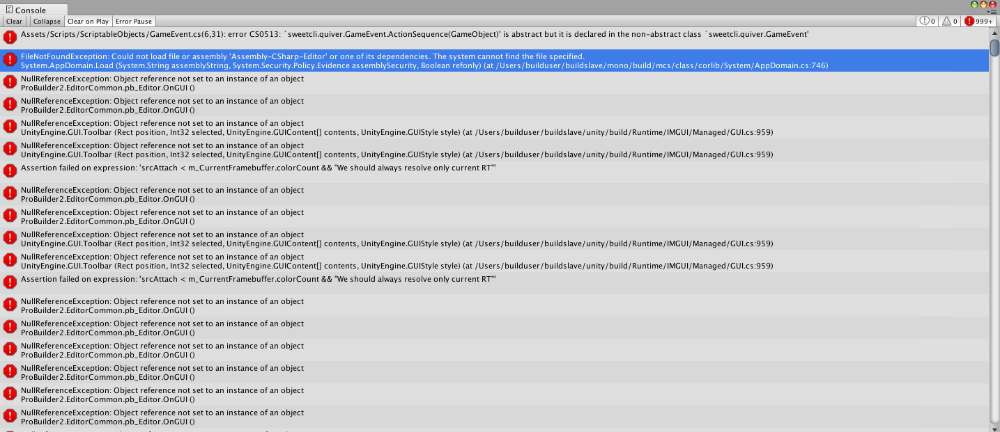 Console
Clear Collapse Clear on Play Error Pause 0 0 999+
Assets/Scripts/ScriptableObjects/GameEvent.cs(6,31): error CS0513: `sweetcli.quiver.GameEvent.ActionSequence(GameObject)' is abstract but it is declared in the non-abstract class `sweetcli.quiver.GameEvent'
FileNotFoundException: Could not load file or assembly 'Assembly-CSharp-Editor' or one of its dependencies. The system cannot find the file specified.
System.AppDomain.Load (System.String assemblyString, System.Security.Policy.Evidence assemblySecurity, Boolean refonly) (at /Users/builduser/buildslave/mono/build/mcs/class/corlib/System/AppDomain.cs:746)
NullReferenceException: Object reference not set to an instance of an object
ProBuilder2.EditorCommon.pb_Editor.OnGUI ()
NullReferenceException: Object reference not set to an instance of an object
ProBuilder2.EditorCommon.pb_Editor.OnGUI ()
NullReferenceException: Object reference not set to an instance of an object
UnityEngine.GUI.Toolbar (Rect position, Int32 selected, UnityEngine.GUIContent[] contents, UnityEngine.GUIStyle style) (at /Users/builduser/buildslave/unity/build/Runtime/IMGUI/Managed/GUI.cs:959)
NullReferenceException: Object reference not set to an instance of an object
UnityEngine.GUI.Toolbar (Rect position, Int32 selected, UnityEngine.GUIContent[] contents, UnityEngine.GUIStyle style) (at /Users/builduser/buildslave/unity/build/Runtime/IMGUI/Managed/GUI.cs:959)
Assertion failed on expression: 'srcAttach < m_CurrentFramebuffer.colorCount && "We should always resolve only current RT"'
NullReferenceException: Object reference not set to an instance of an object
ProBuilder2.EditorCommon.pb_Editor.OnGUI ()
NullReferenceException: Object reference not set to an instance of an object
ProBuilder2.EditorCommon.pb_Editor.OnGUI ()
NullReferenceException: Object reference not set to an instance of an object
UnityEngine.GUI.Toolbar (Rect position, Int32 selected, UnityEngine.GUIContent[] contents, UnityEngine.GUIStyle style) (at /Users/builduser/buildslave/unity/build/Runtime/IMGUI/Managed/GUI.cs:959)
NullReferenceException: Object reference not set to an instance of an object
UnityEngine.GUI.Toolbar (Rect position, Int32 selected, UnityEngine.GUIContent[] contents, UnityEngine.GUIStyle style) (at /Users/builduser/buildslave/unity/build/Runtime/IMGUI/Managed/GUI.cs:959)
Assertion failed on expression: 'srcAttach < m_CurrentFramebuffer.colorCount && "We should always resolve only current RT"'
NullReferenceException: Object reference not set to an instance of an object
ProBuilder2.EditorCommon.pb_Editor.OnGUI ()
NullReferenceException: Object reference not set to an instance of an object
ProBuilder2.EditorCommon.pb_Editor.OnGUI ()
NullReferenceException: Object reference not set to an instance of an object
ProBuilder2.EditorCommon.pb_Editor.OnGUI ()
NullReferenceException: Object reference not set to an instance of an object
ProBuilder2.EditorCommon.pb_Editor.OnGUI ()
NullReferenceException: Object reference not set to an instance of an object
ProBuilder2.EditorCommon.pb_Editor.OnGUI ()
NullReferenceException: Object reference not set to an instance of an object
ProBuilder2.EditorCommon.pb_Editor.OnGUI ()